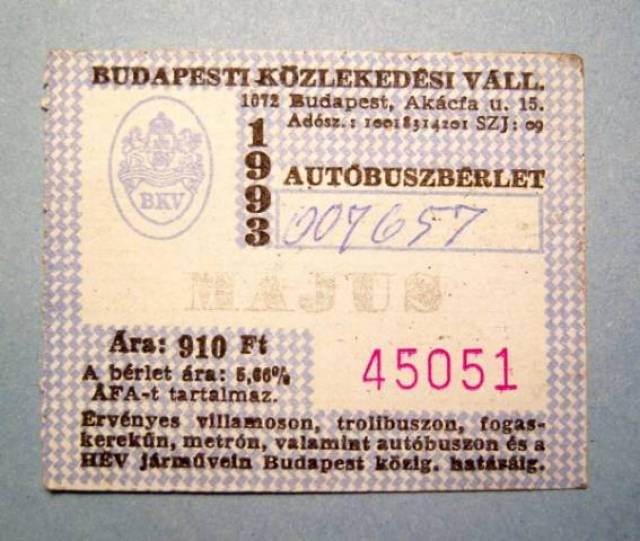 BUDAPESTI KÖZLEKEDÉSI VÁLL.
1072 Budapest, Akácfa u. 15.
Adósz.: 10018314201 SZJ: 09
1993
AUTÓBUSZBÉRLET
BKV
007657
MÁJUS
Ára: 910 Ft
45051
A bérlet ára: 5,66%
ÁFA-t tartalmaz.
Érvényes villamoson, trolibuszon, fogas-
kerekűn, metrón, valamint autóbuszon és a
HÉV járművein Budapest közig. határáig.